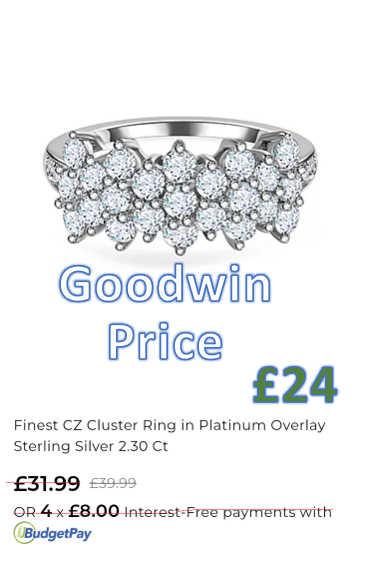 Goodwin
Price
£24
Finest CZ Cluster Ring in Platinum Overlay
Sterling Silver 2.30 Ct
£31.99 £39.99
OR 4 x £8.00 Interest-Free payments with
BudgetPay